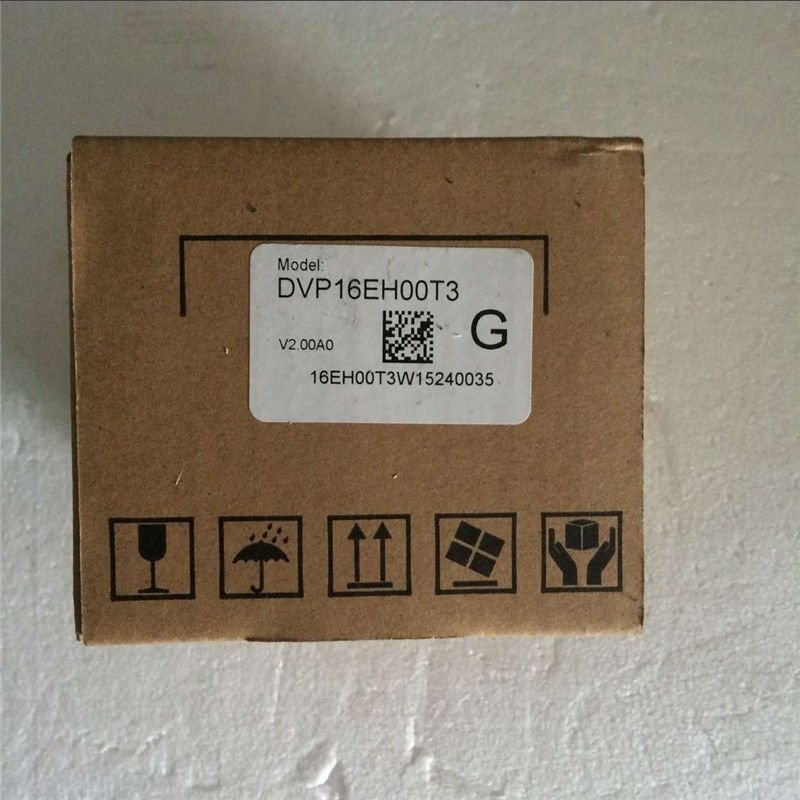 Model:
DVP16EH00T3
V2.00A0
G
16EH00T3W15240035